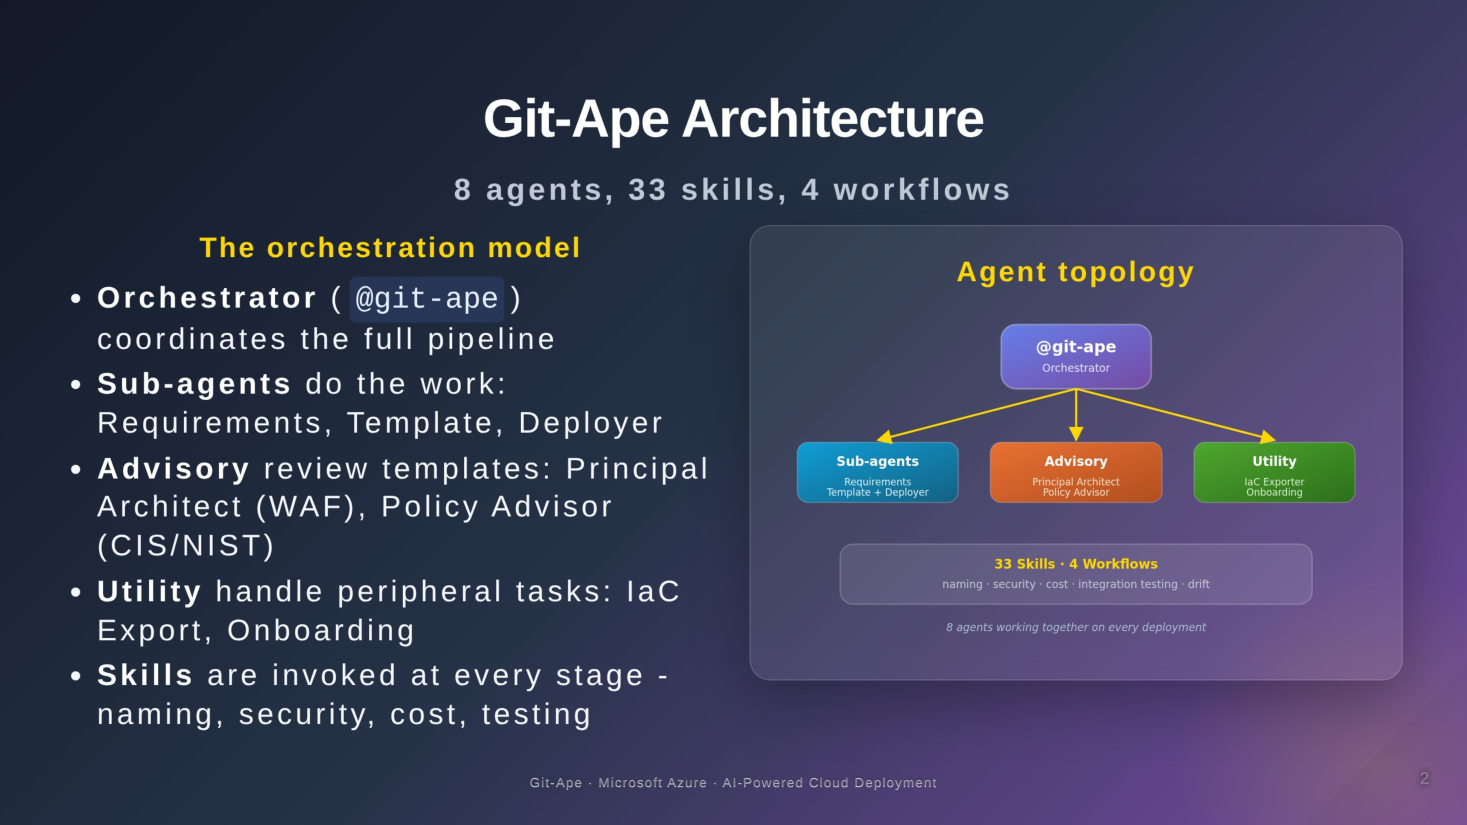 Git-Ape Architecture
8 agents, 33 skills, 4 workflows
The orchestration model
• Orchestrator ( @git-ape )
coordinates the full pipeline
• Sub-agents do the work:
Requirements, Template, Deployer
• Advisory review templates: Principal
Architect (WAF), Policy Advisor
(CIS/NIST)
• Utility handle peripheral tasks: IaC
Export, Onboarding
• Skills are invoked at every stage -
naming, security, cost, testing
Agent topology
@git-ape
Orchestrator
Sub-agents
Requirements
Template + Deployer
Advisory
Principal Architect
Policy Advisor
Utility
IaC Exporter
Onboarding
33 Skills · 4 Workflows
naming · security · cost · integration testing · drift
8 agents working together on every deployment
Git-Ape · Microsoft Azure · AI-Powered Cloud Deployment
2